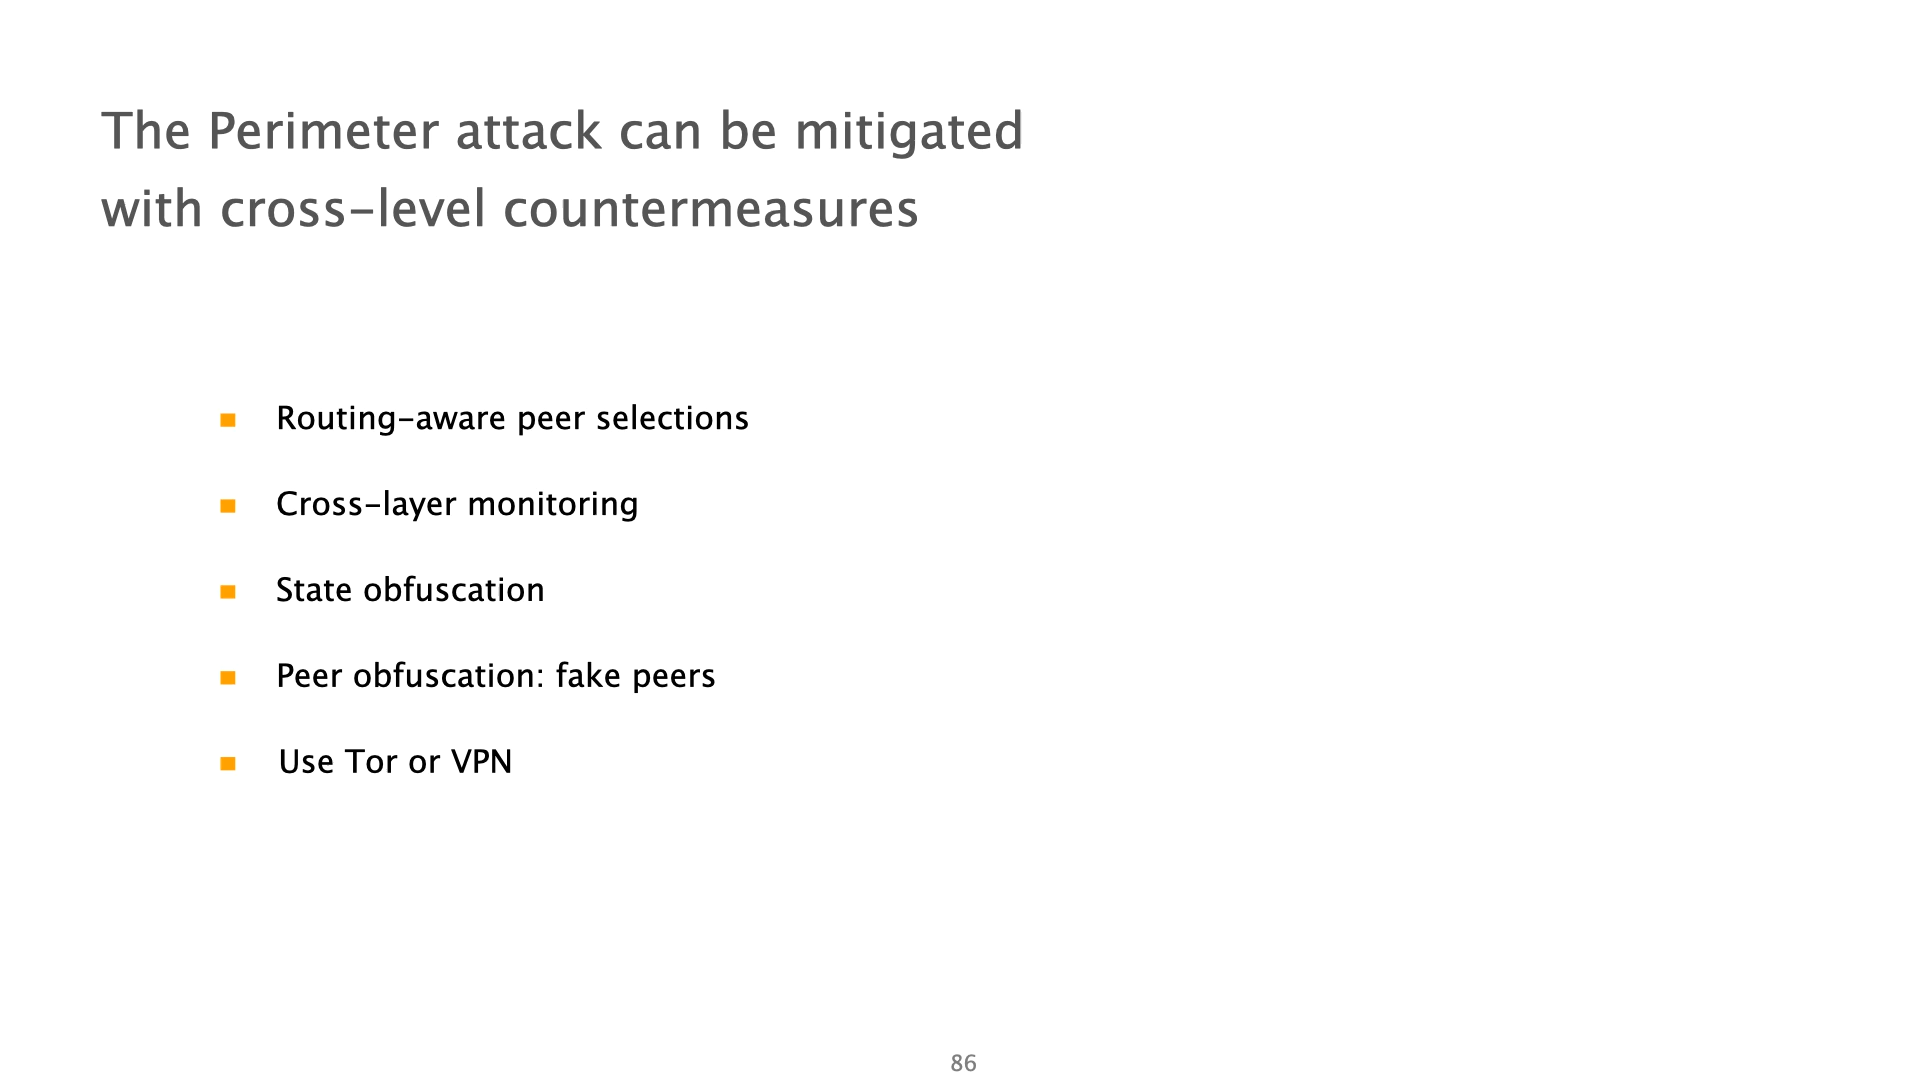 The Perimeter attack can be mitigated
with cross-level countermeasures
Routing-aware peer selections
Cross-layer monitoring
State obfuscation
Peer obfuscation: fake peers
Use Tor or VPN
86